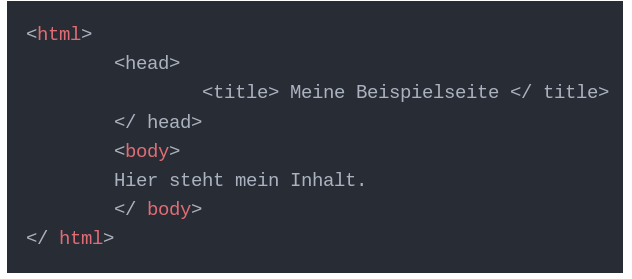 <html>
<head>
<title> Meine Beispielseite </ title>
</ head>
<body>
Hier steht mein Inhalt.
</ body>
</ html>